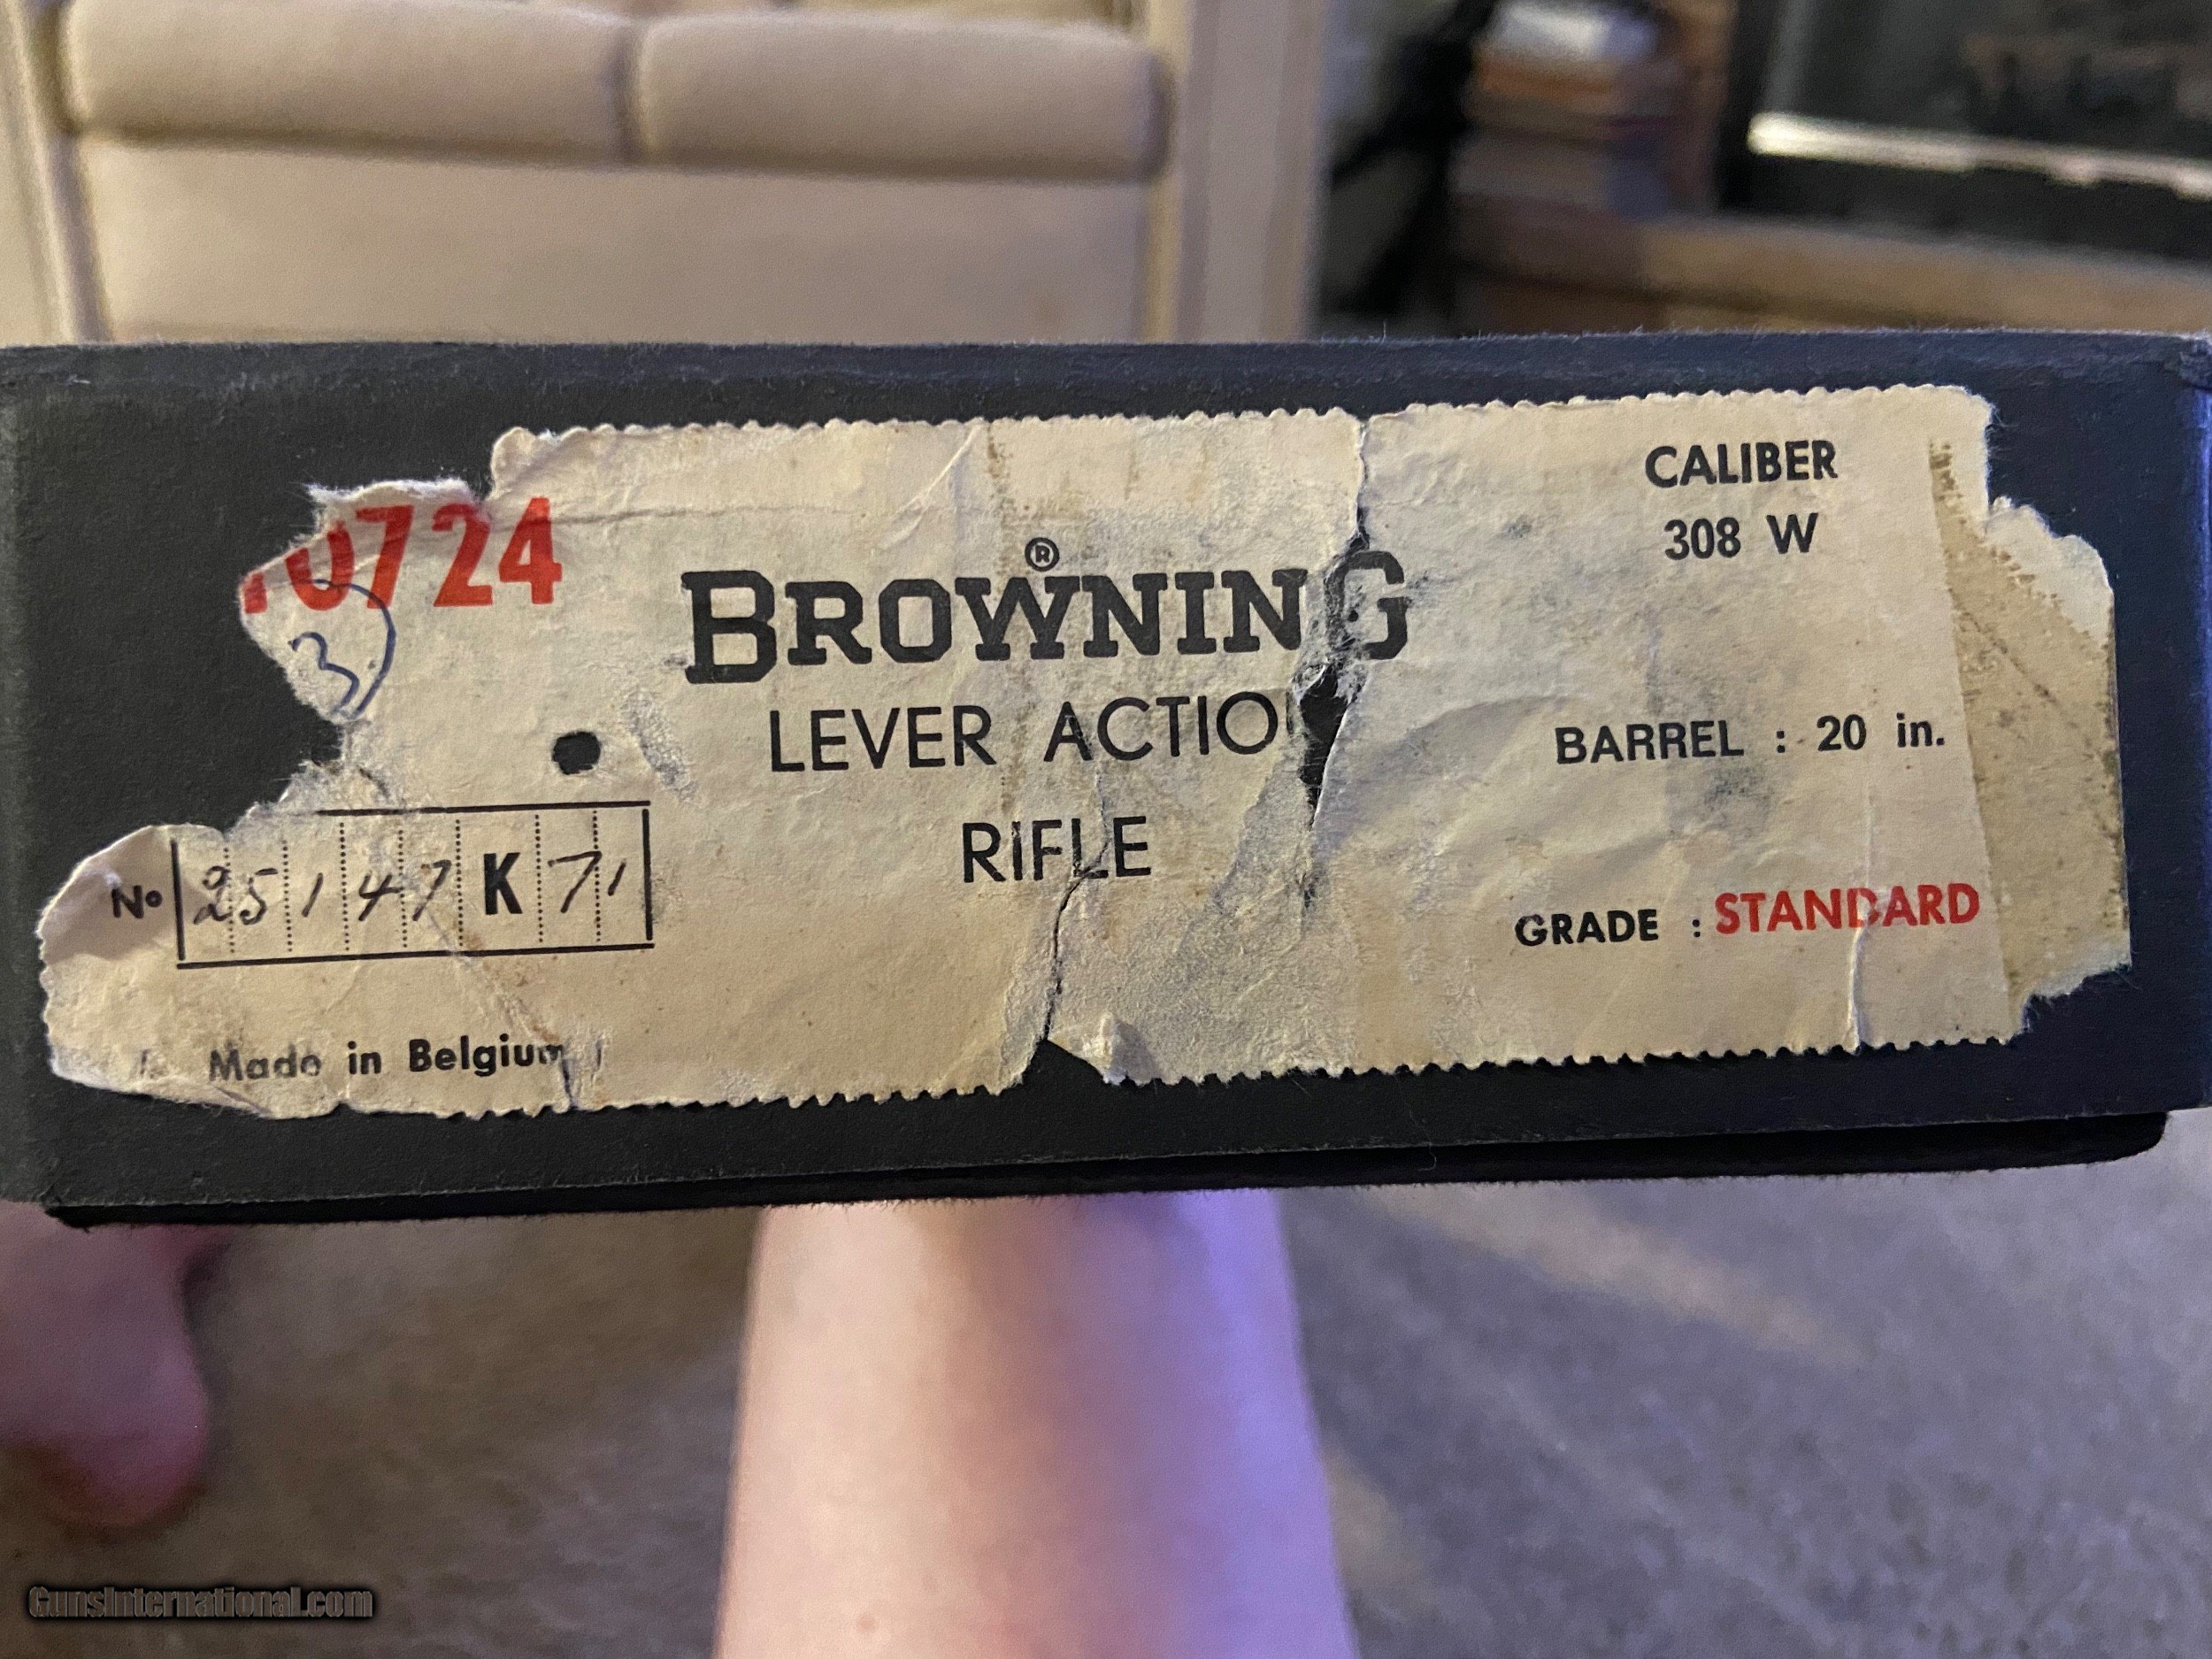 0724
3
® BROWNING
LEVER ACTIO
RIFLE
CALIBER
308 W
BARREL : 20 in.
GRADE : STANDARD
No 25147 K 71
Made in Belgium
GunsInternational.com